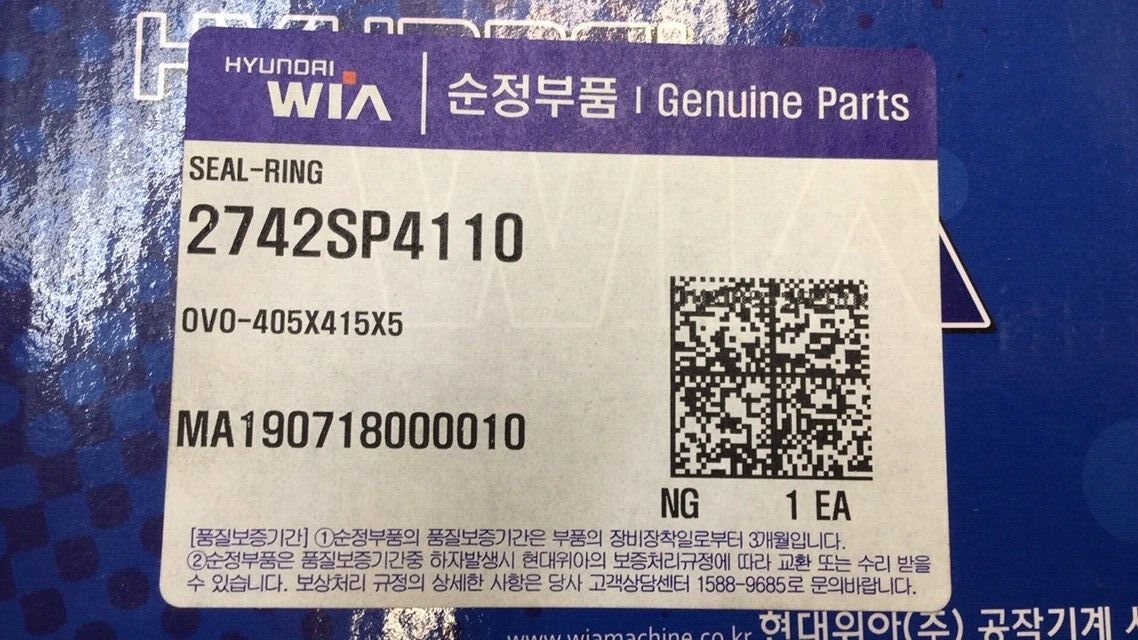 HYUNDAI
WIA
순정부품 | Genuine Parts
SEAL-RING
2742SP4110
OVO-405X415X5
MA190718000010
NG 1 EA
[품질보증기간] ①순정부품의 품질보증기간은 부품의 장비장착일로부터 3개월입니다.
②순정부품은 품질보증기간중 하자발생시 현대위아의 보증처리규정에 따라 교환 또는 수리 받을
수 있습니다. 보상처리 규정의 상세한 사항은 당사 고객상담센터 1588-9685로 문의바랍니다.
www.wiamachine.co.kr 현대위아(주) 공작기계